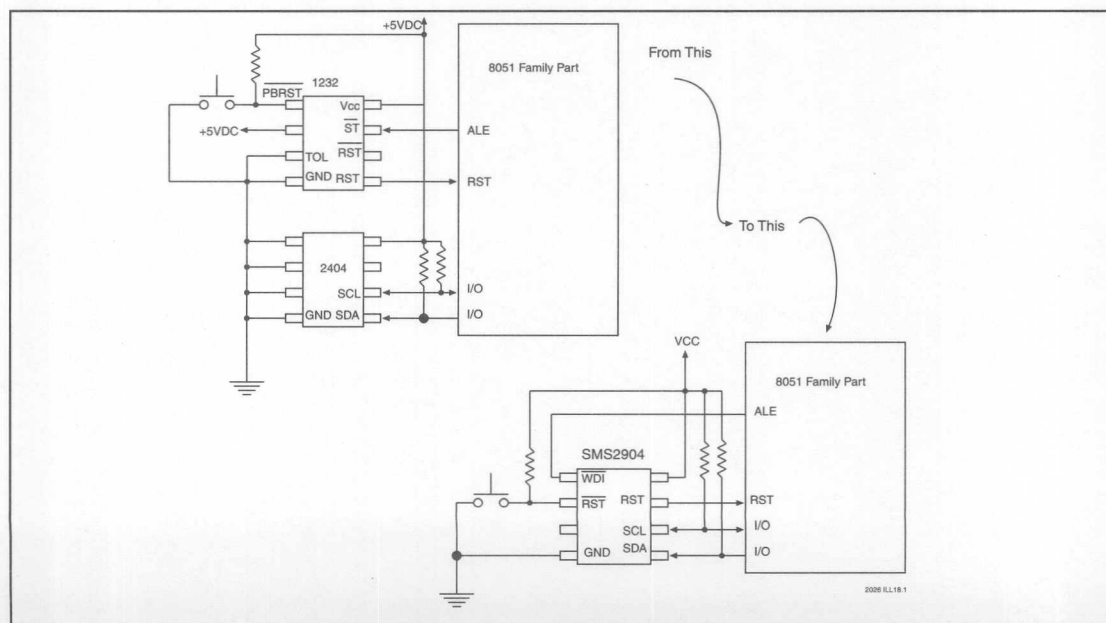 +5VDC
8051 Family Part
From This
1232
PBRST
Vcc
+5VDC
ST
ALE
TOL
RST
GND
RST
RST
To This
2404
SCL
I/O
GND
SDA
I/O
VCC
8051 Family Part
ALE
SMS2904
WDI
RST
RST
RST
SCL
I/O
GND
SDA
I/O
2026 ILL18.1